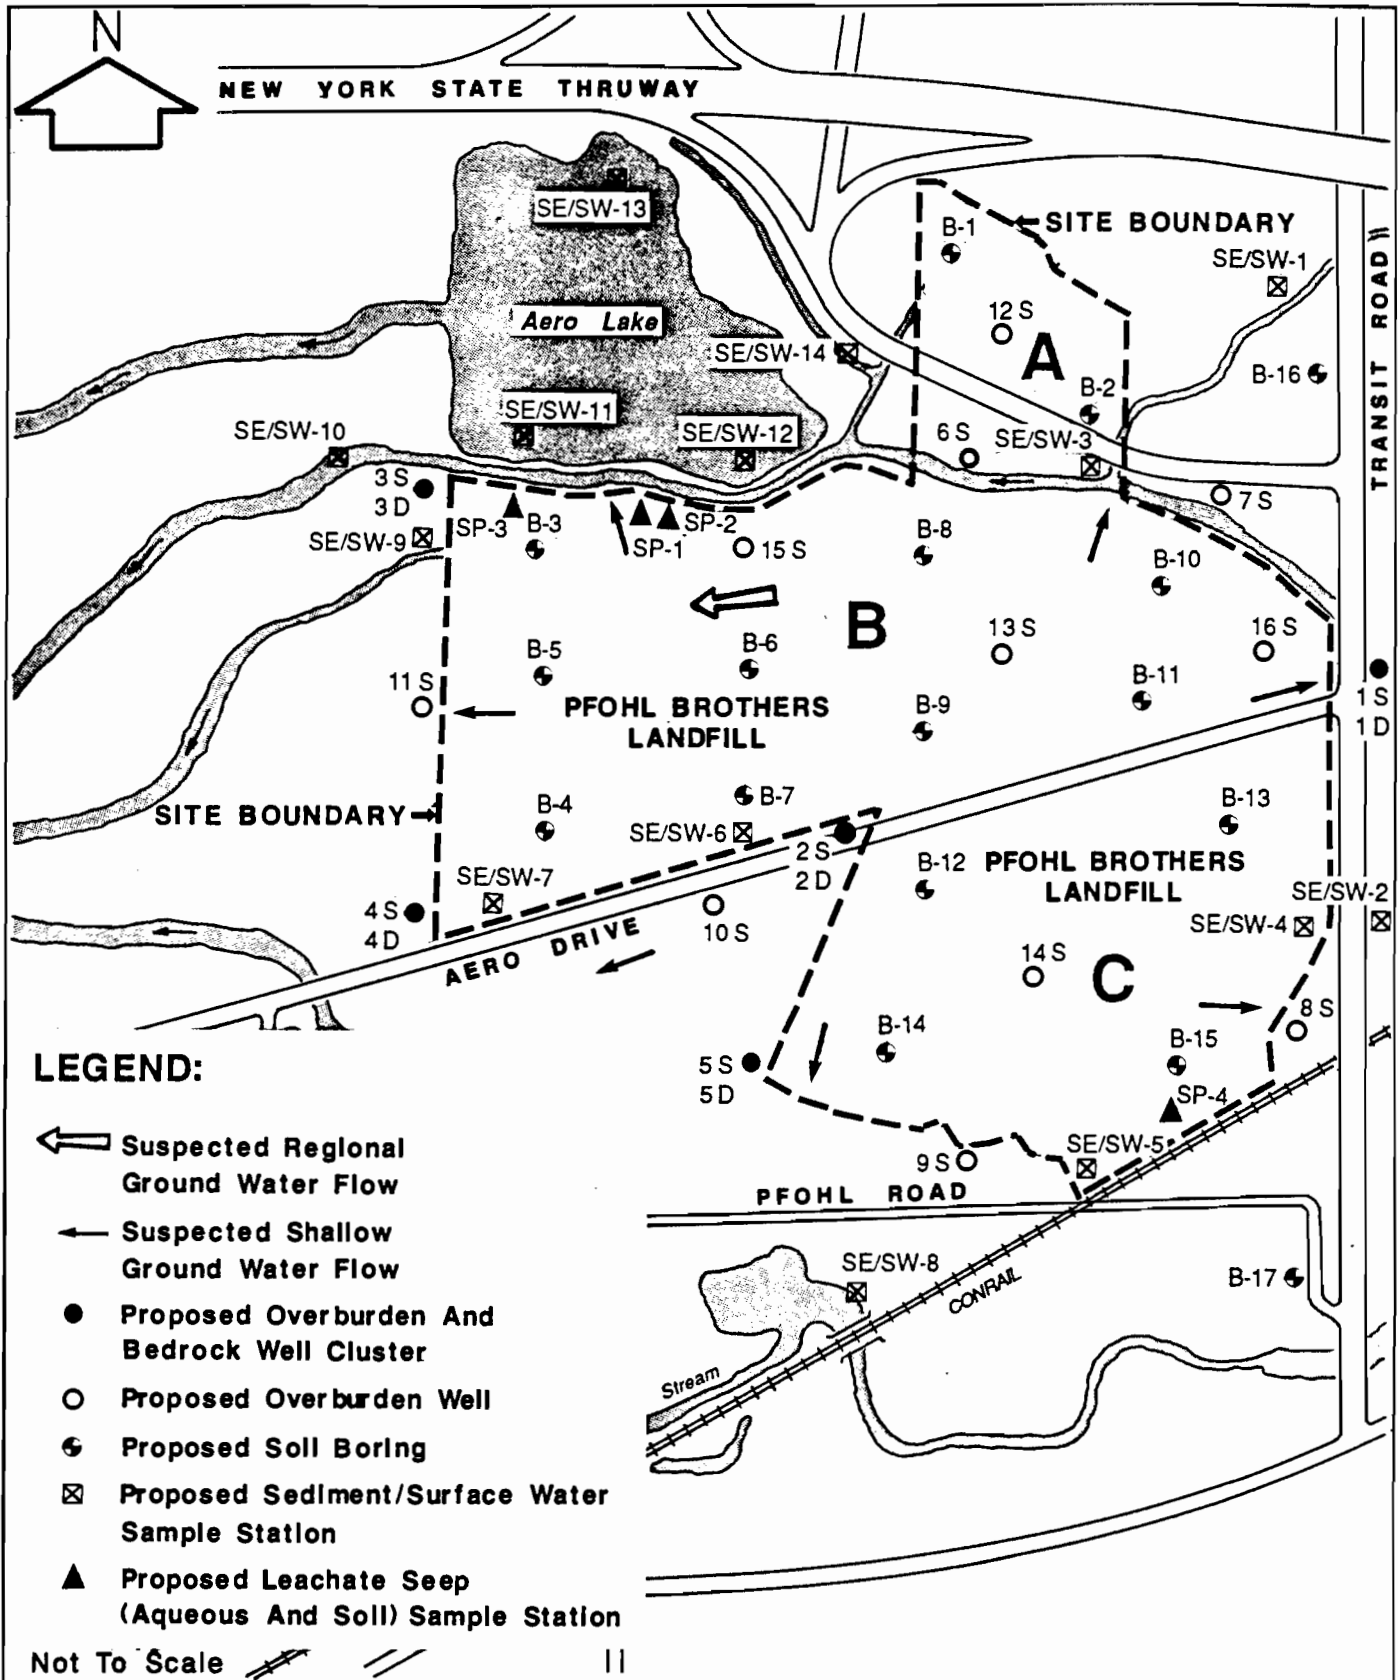 N
NEW YORK STATE THRUWAY
SE/SW-13
B-1
SITE BOUNDARY
SE/SW-1
TRANSIT ROAD
Aero Lake
12 S
A
SE/SW-14
B-16
B-2
SE/SW-11
SE/SW-10
SE/SW-12
6 S
SE/SW-3
3 S
3 D
7 S
SP-3
B-3
SP-1
SP-2
15 S
B-8
SE/SW-9
B-10
B
13 S
16 S
B-5
B-6
11 S
B-11
1 S
1 D
PFOHL BROTHERS
LANDFILL
B-9
B-4
B-7
B-13
SITE BOUNDARY
SE/SW-6
2 S
2 D
B-12
PFOHL BROTHERS
LANDFILL
SE/SW-7
SE/SW-2
4 S
4 D
SE/SW-4
10 S
AERO DRIVE
14 S
C
8 S
B-14
B-15
5 S
5 D
SP-4
SE/SW-5
9 S
PFOHL ROAD
SE/SW-8
B-17
CONRAIL
Stream
LEGEND:
Suspected Regional
Ground Water Flow
Suspected Shallow
Ground Water Flow
Proposed Overburden And
Bedrock Well Cluster
Proposed Overburden Well
Proposed Soil Boring
Proposed Sediment/Surface Water
Sample Station
Proposed Leachate Seep
(Aqueous And Soil) Sample Station
Not To Scale